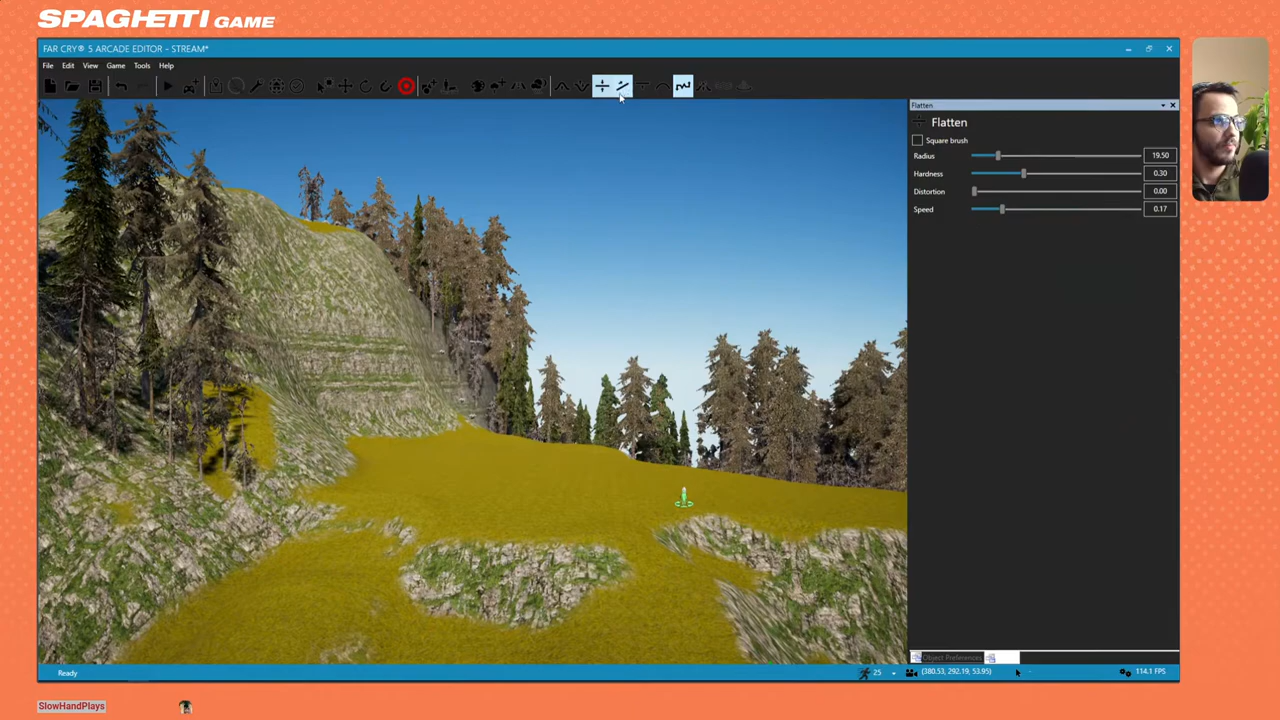 SPAGHETTI GAME
FAR CRY® 5 ARCADE EDITOR - STREAM*
File Edit View Game Tools Help
Flatten
Flatten
Square brush
Radius 19.50
Hardness 0.30
Distortion 0.00
Speed 0.17
Object Preferences
Ready
25
(380.53, 292.19, 53.95)
114.1 FPS
SlowHandPlays